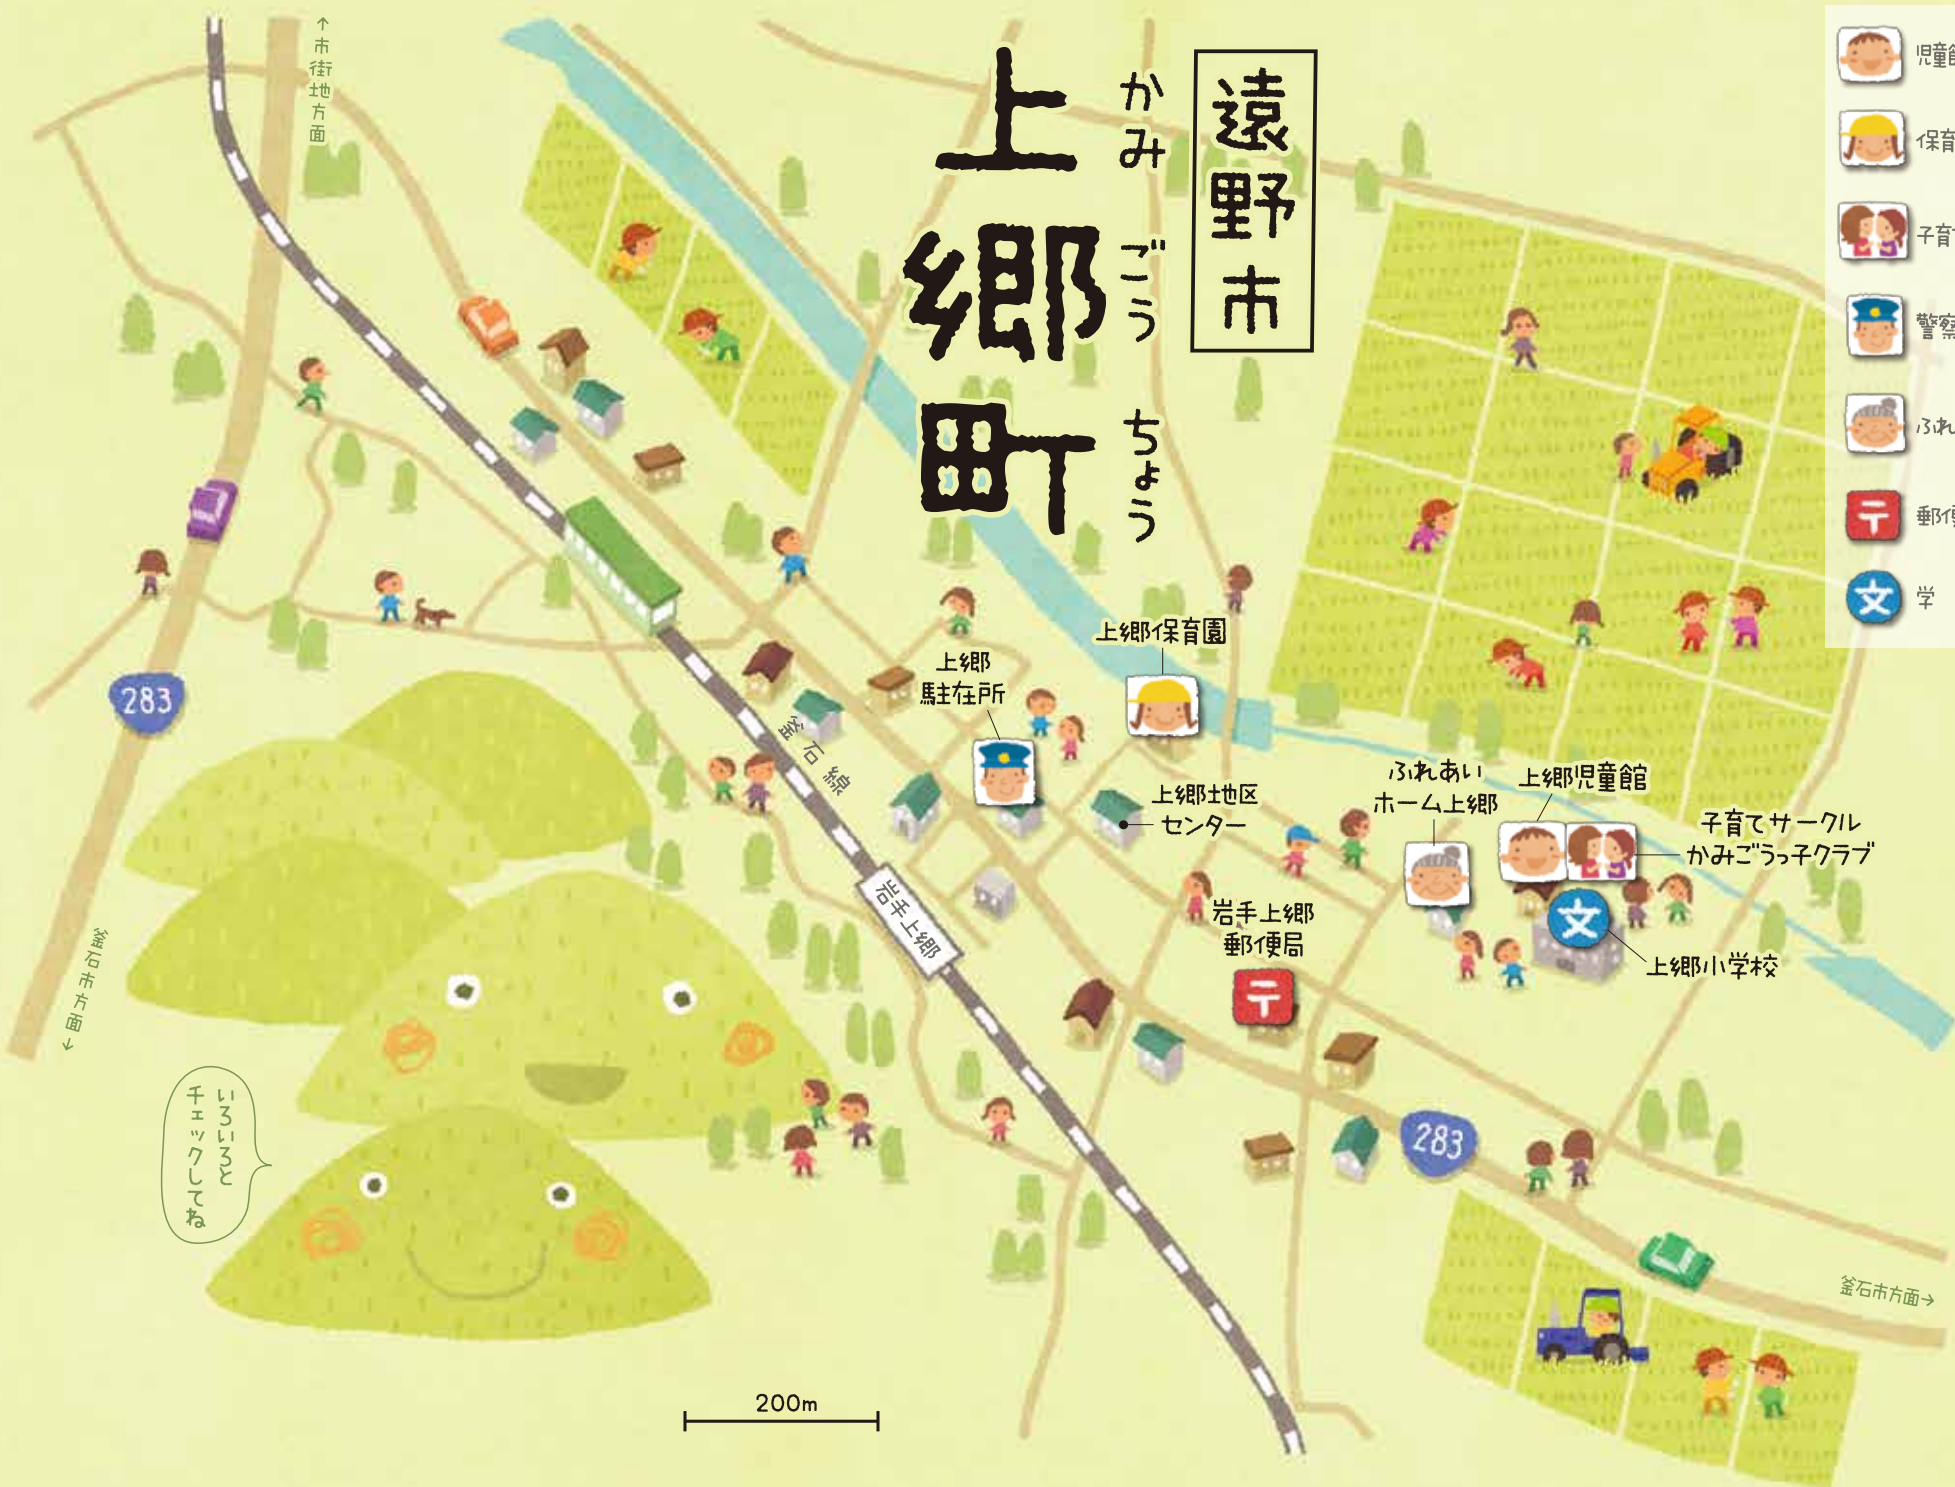 遠野市
上郷町
かみごうちょう
↑市街地方面
児童
保育
子育
警察
ふれ
郵
学
文
283
釜石市方面↓
釜石線
岩手上郷
上郷
駐在所
上郷保育園
上郷地区
センター
ふれあい
ホーム上郷
上郷児童館
子育てサークル
かみごうっ子クラブ
文
上郷小学校
岩手上郷
郵便局
283
釜石市方面→
いろいろと
チェックしてね
200m